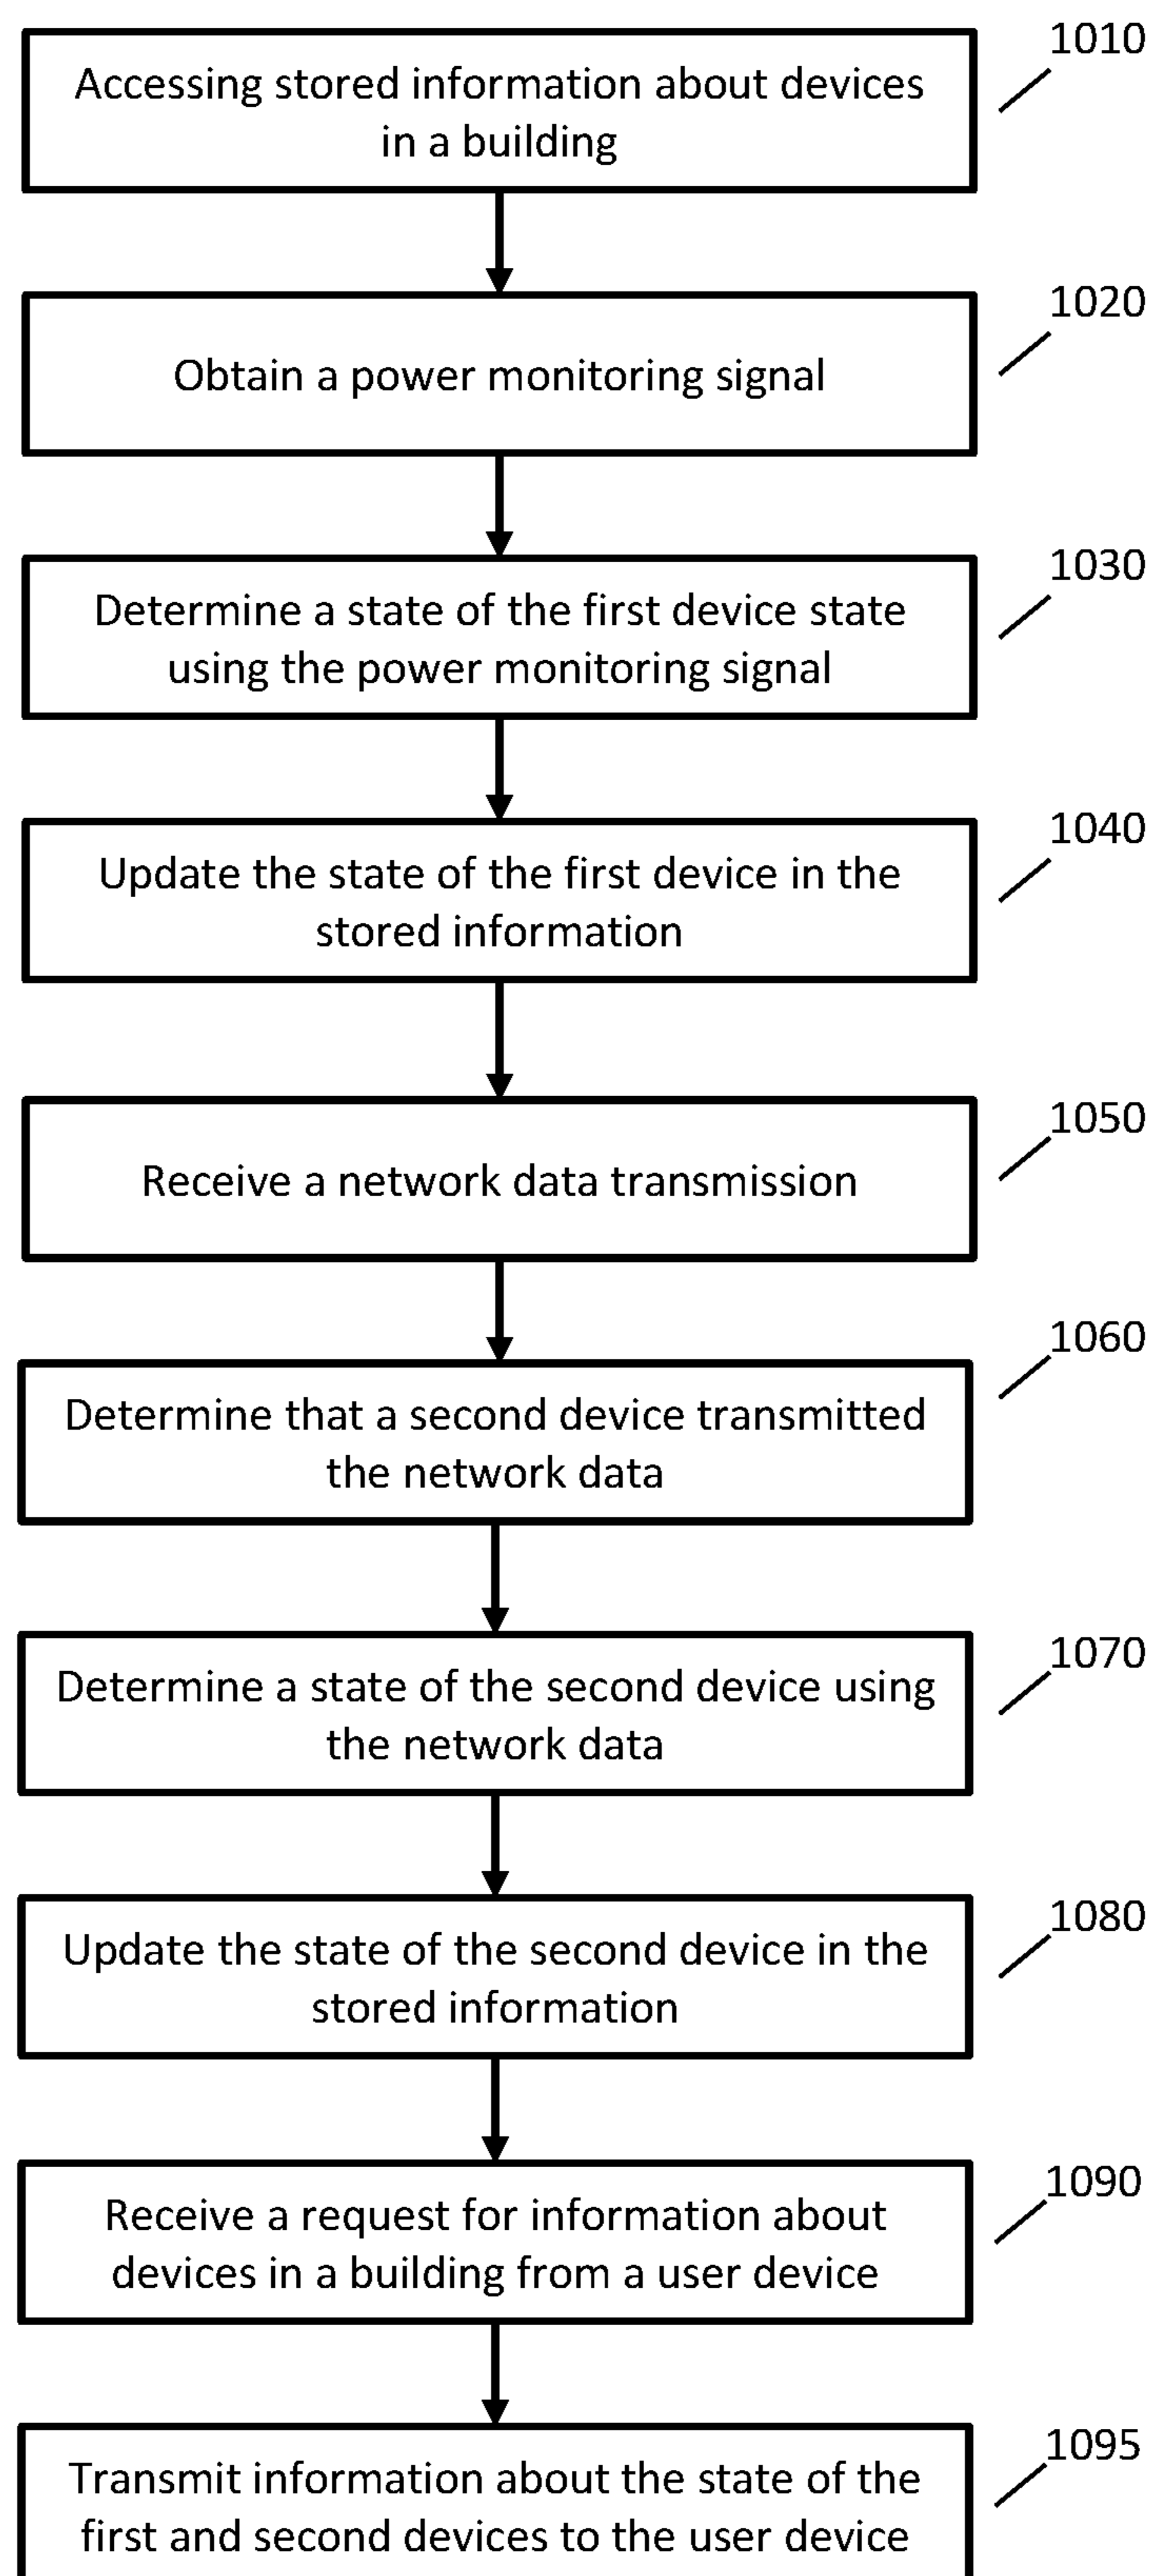 1010
Accessing stored information about devices
in a building
1020
Obtain a power monitoring signal
1030
Determine a state of the first device state
using the power monitoring signal
1040
Update the state of the first device in the
stored information
1050
Receive a network data transmission
1060
Determine that a second device transmitted
the network data
1070
Determine a state of the second device using
the network data
1080
Update the state of the second device in the
stored information
1090
Receive a request for information about
devices in a building from a user device
1095
Transmit information about the state of the
first and second devices to the user device